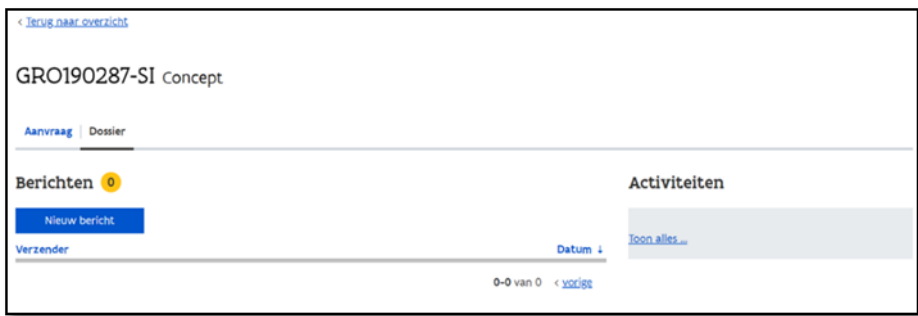 < Terug naar overzicht
GRO190287-SI Concept
Aanvraag | Dossier
Berichten 0
Activiteiten
Nieuw bericht
Toon alles ...
Verzender Datum ↓
0-0 van 0 < vorige